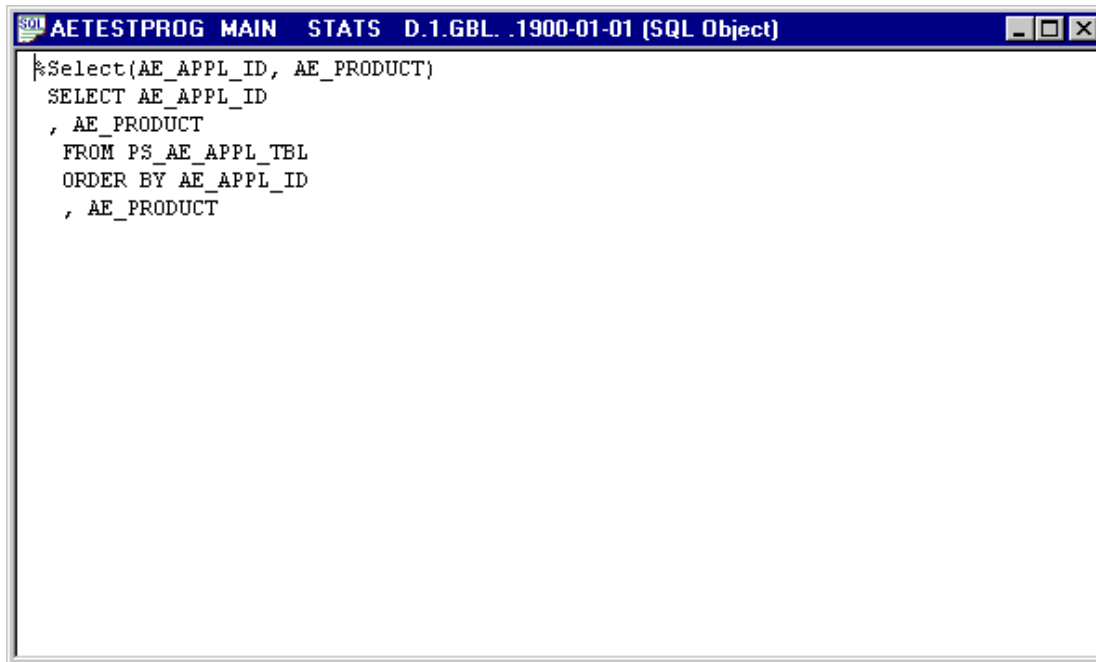 SQL AETESTPROG MAIN STATS D.1.GBL. .1900-01-01 (SQL Object)
%Select(AE_APPL_ID, AE_PRODUCT)
SELECT AE_APPL_ID
, AE_PRODUCT
FROM PS_AE_APPL_TBL
ORDER BY AE_APPL_ID
, AE_PRODUCT